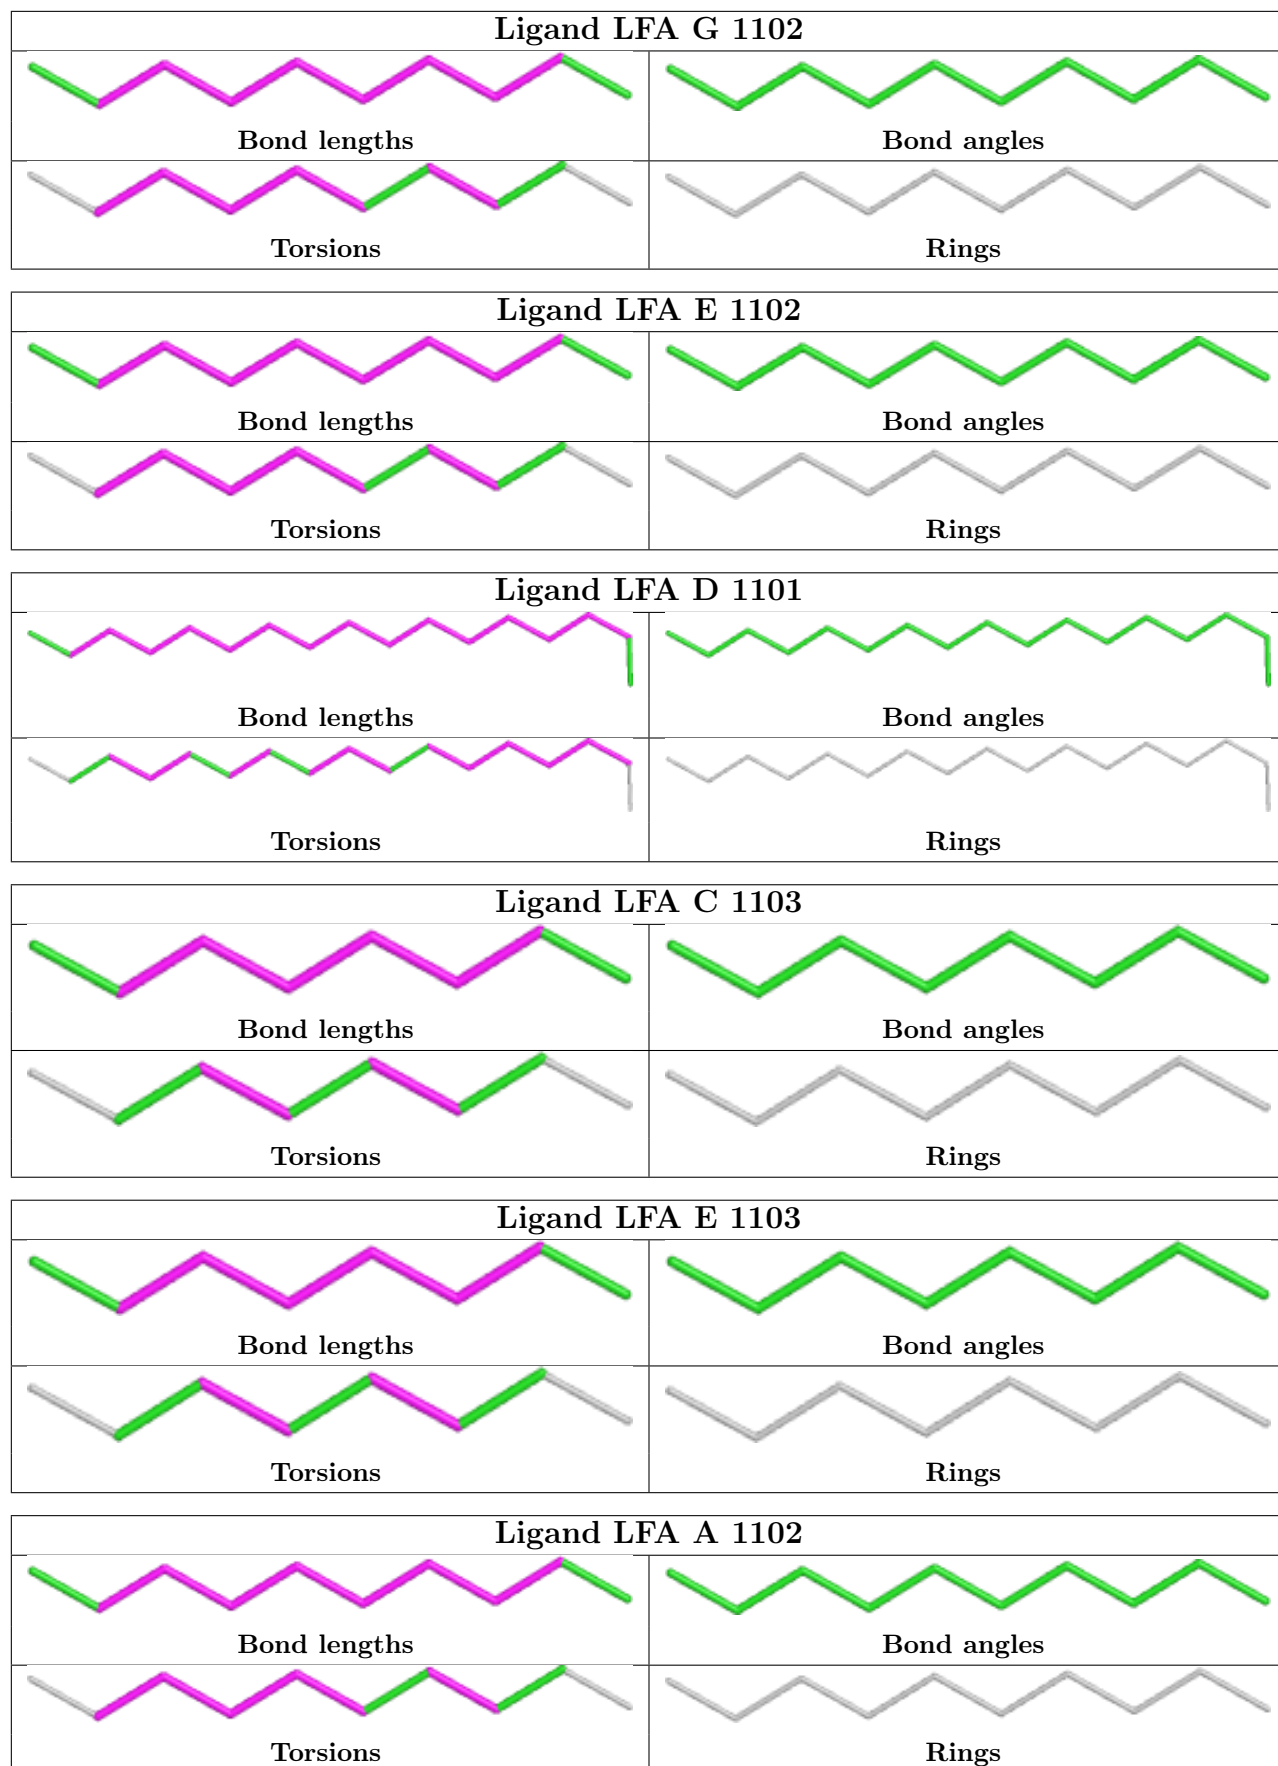 Ligand LFA G 1102
Bond lengths
Bond angles
Torsions
Rings
Ligand LFA E 1102
Bond lengths
Bond angles
Torsions
Rings
Ligand LFA D 1101
Bond lengths
Bond angles
Torsions
Rings
Ligand LFA C 1103
Bond lengths
Bond angles
Torsions
Rings
Ligand LFA E 1103
Bond lengths
Bond angles
Torsions
Rings
Ligand LFA A 1102
Bond lengths
Bond angles
Torsions
Rings